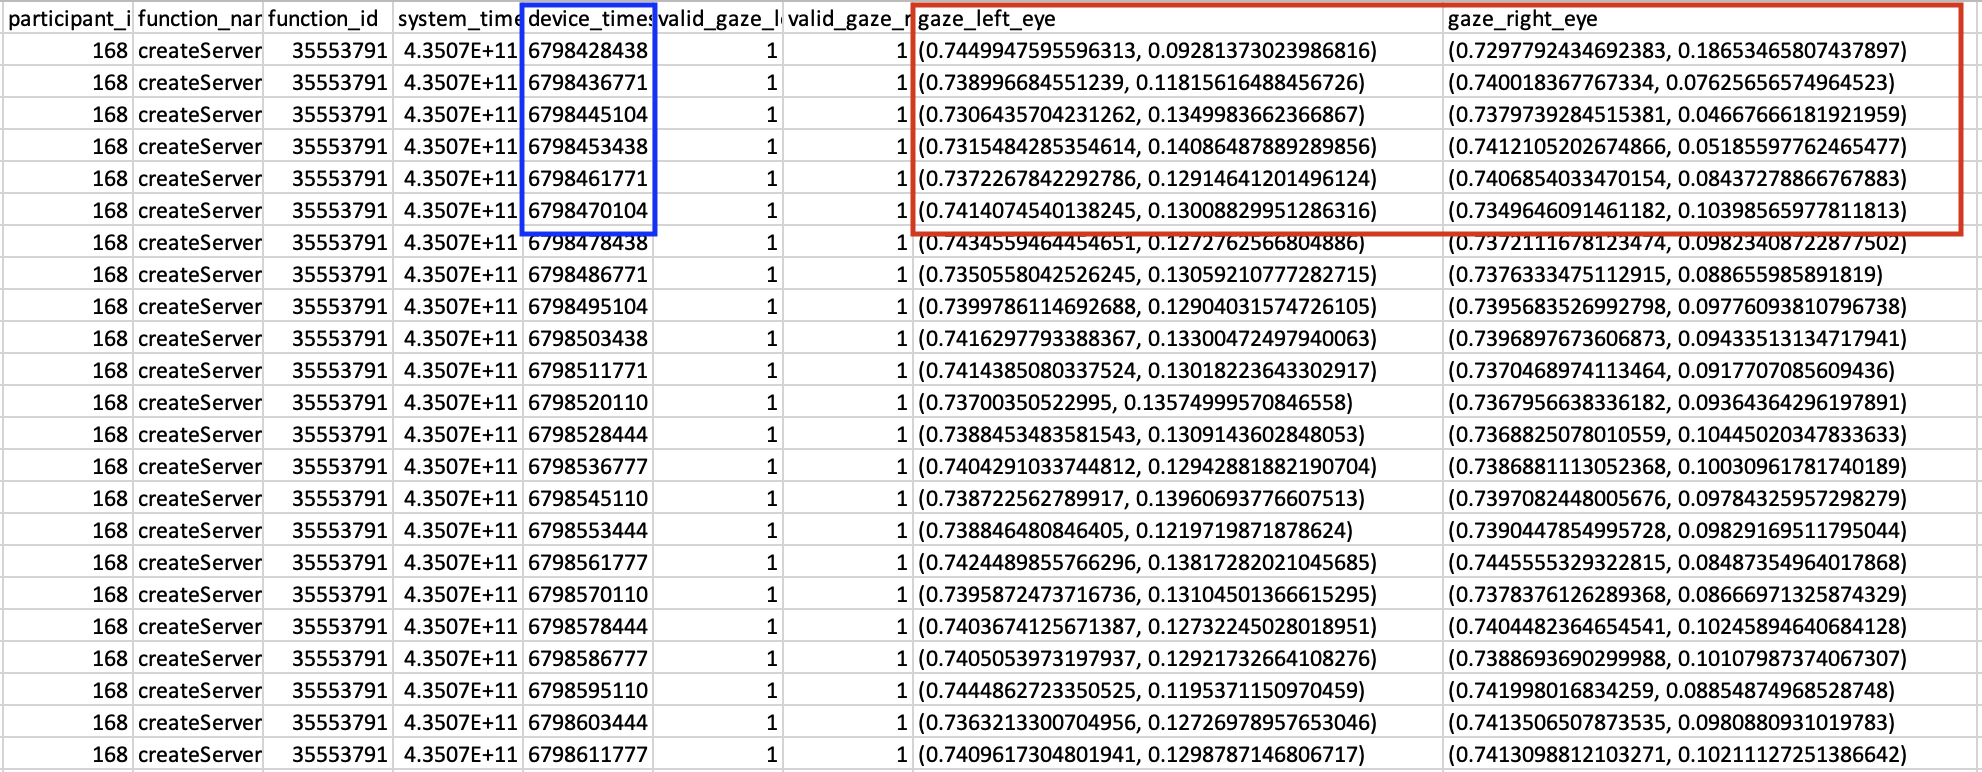 participant_i function_nar function_id system_time device_times valid_gaze_l valid_gaze_r gaze_left_eye gaze_right_eye
168 createServer 35553791 4.3507E+11 6798428438 1 1 (0.7449947595596313, 0.09281373023986816) (0.7297792434692383, 0.18653465807437897)
168 createServer 35553791 4.3507E+11 6798436771 1 1 (0.738996684551239, 0.11815616488456726) (0.740018367767334, 0.07625656574964523)
168 createServer 35553791 4.3507E+11 6798445104 1 1 (0.7306435704231262, 0.1349983662366867) (0.7379739284515381, 0.04667666181921959)
168 createServer 35553791 4.3507E+11 6798453438 1 1 (0.7315484285354614, 0.14086487889289856) (0.7412105202674866, 0.05185597762465477)
168 createServer 35553791 4.3507E+11 6798461771 1 1 (0.7372267842292786, 0.12914641201496124) (0.7406854033470154, 0.08437278866767883)
168 createServer 35553791 4.3507E+11 6798470104 1 1 (0.7414074540138245, 0.13008829951286316) (0.7349646091461182, 0.10398565977811813)
168 createServer 35553791 4.3507E+11 6798478438 1 1 (0.7434559464454651, 0.1272762566804886) (0.7372111678123474, 0.09823408722877502)
168 createServer 35553791 4.3507E+11 6798486771 1 1 (0.7350558042526245, 0.13059210777282715) (0.7376333475112915, 0.088655985891819)
168 createServer 35553791 4.3507E+11 6798495104 1 1 (0.7399786114692688, 0.12904031574726105) (0.7395683526992798, 0.09776093810796738)
168 createServer 35553791 4.3507E+11 6798503438 1 1 (0.7416297793388367, 0.13300472497940063) (0.7396897673606873, 0.09433513134717941)
168 createServer 35553791 4.3507E+11 6798511771 1 1 (0.7414385080337524, 0.13018223643302917) (0.7370468974113464, 0.0917707085609436)
168 createServer 35553791 4.3507E+11 6798520110 1 1 (0.73700350522995, 0.13574999570846558) (0.7367956638336182, 0.09364364296197891)
168 createServer 35553791 4.3507E+11 6798528444 1 1 (0.7388453483581543, 0.1309143602848053) (0.7368825078010559, 0.10445020347833633)
168 createServer 35553791 4.3507E+11 6798536777 1 1 (0.7404291033744812, 0.12942881882190704) (0.7386881113052368, 0.10030961781740189)
168 createServer 35553791 4.3507E+11 6798545110 1 1 (0.738722562789917, 0.13960693776607513) (0.7397082448005676, 0.09784325957298279)
168 createServer 35553791 4.3507E+11 6798553444 1 1 (0.738846480846405, 0.1219719871878624) (0.7390447854995728, 0.09829169511795044)
168 createServer 35553791 4.3507E+11 6798561777 1 1 (0.7424489855766296, 0.13817282021045685) (0.7445555329322815, 0.08487354964017868)
168 createServer 35553791 4.3507E+11 6798570110 1 1 (0.7395872473716736, 0.13104501366615295) (0.7378376126289368, 0.08666971325874329)
168 createServer 35553791 4.3507E+11 6798578444 1 1 (0.7403674125671387, 0.12732245028018951) (0.7404482364654541, 0.10245894640684128)
168 createServer 35553791 4.3507E+11 6798586777 1 1 (0.7405053973197937, 0.12921732664108276) (0.7388693690299988, 0.10107987374067307)
168 createServer 35553791 4.3507E+11 6798595110 1 1 (0.7444862723350525, 0.1195371150970459) (0.741998016834259, 0.08854874968528748)
168 createServer 35553791 4.3507E+11 6798603444 1 1 (0.7363213300704956, 0.12726978957653046) (0.7413506507873535, 0.0980880931019783)
168 createServer 35553791 4.3507E+11 6798611777 1 1 (0.7409617304801941, 0.1298787146806717) (0.7413098812103271, 0.10211127251386642)